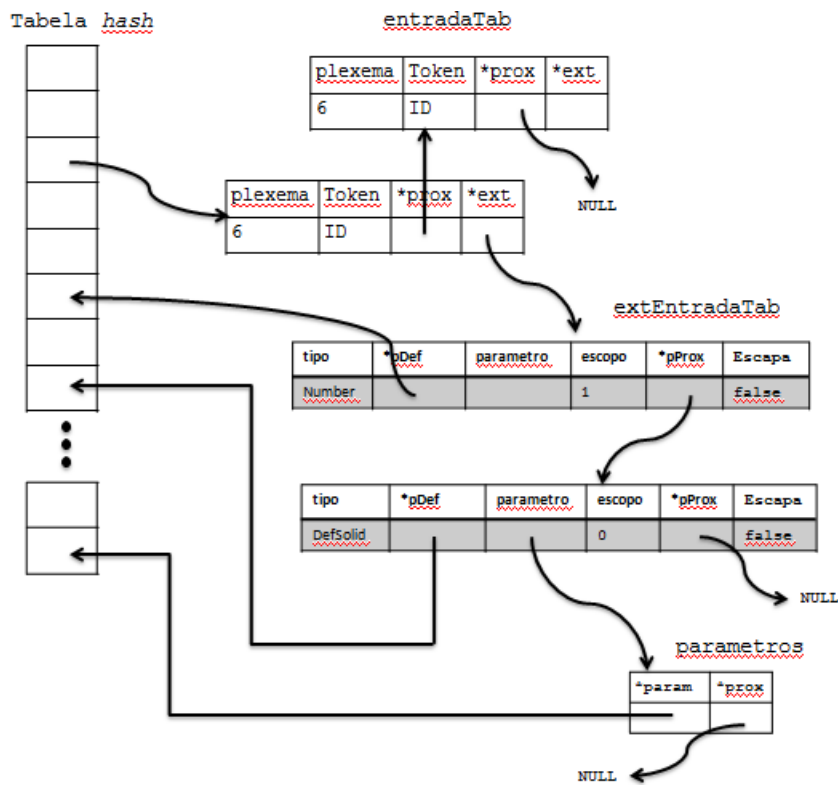 Tabela hash
entradaTab
plexema Token *prox *ext
6 ID
NULL
plexema Token *prox *ext
6 ID
extEntradaTab
tipo *pDef parametro escopo *pProx Escapa
Number 1 false
tipo *pDef parametro escopo *pProx Escapa
DefSolid 0 false
NULL
parametros
*param *prox
NULL